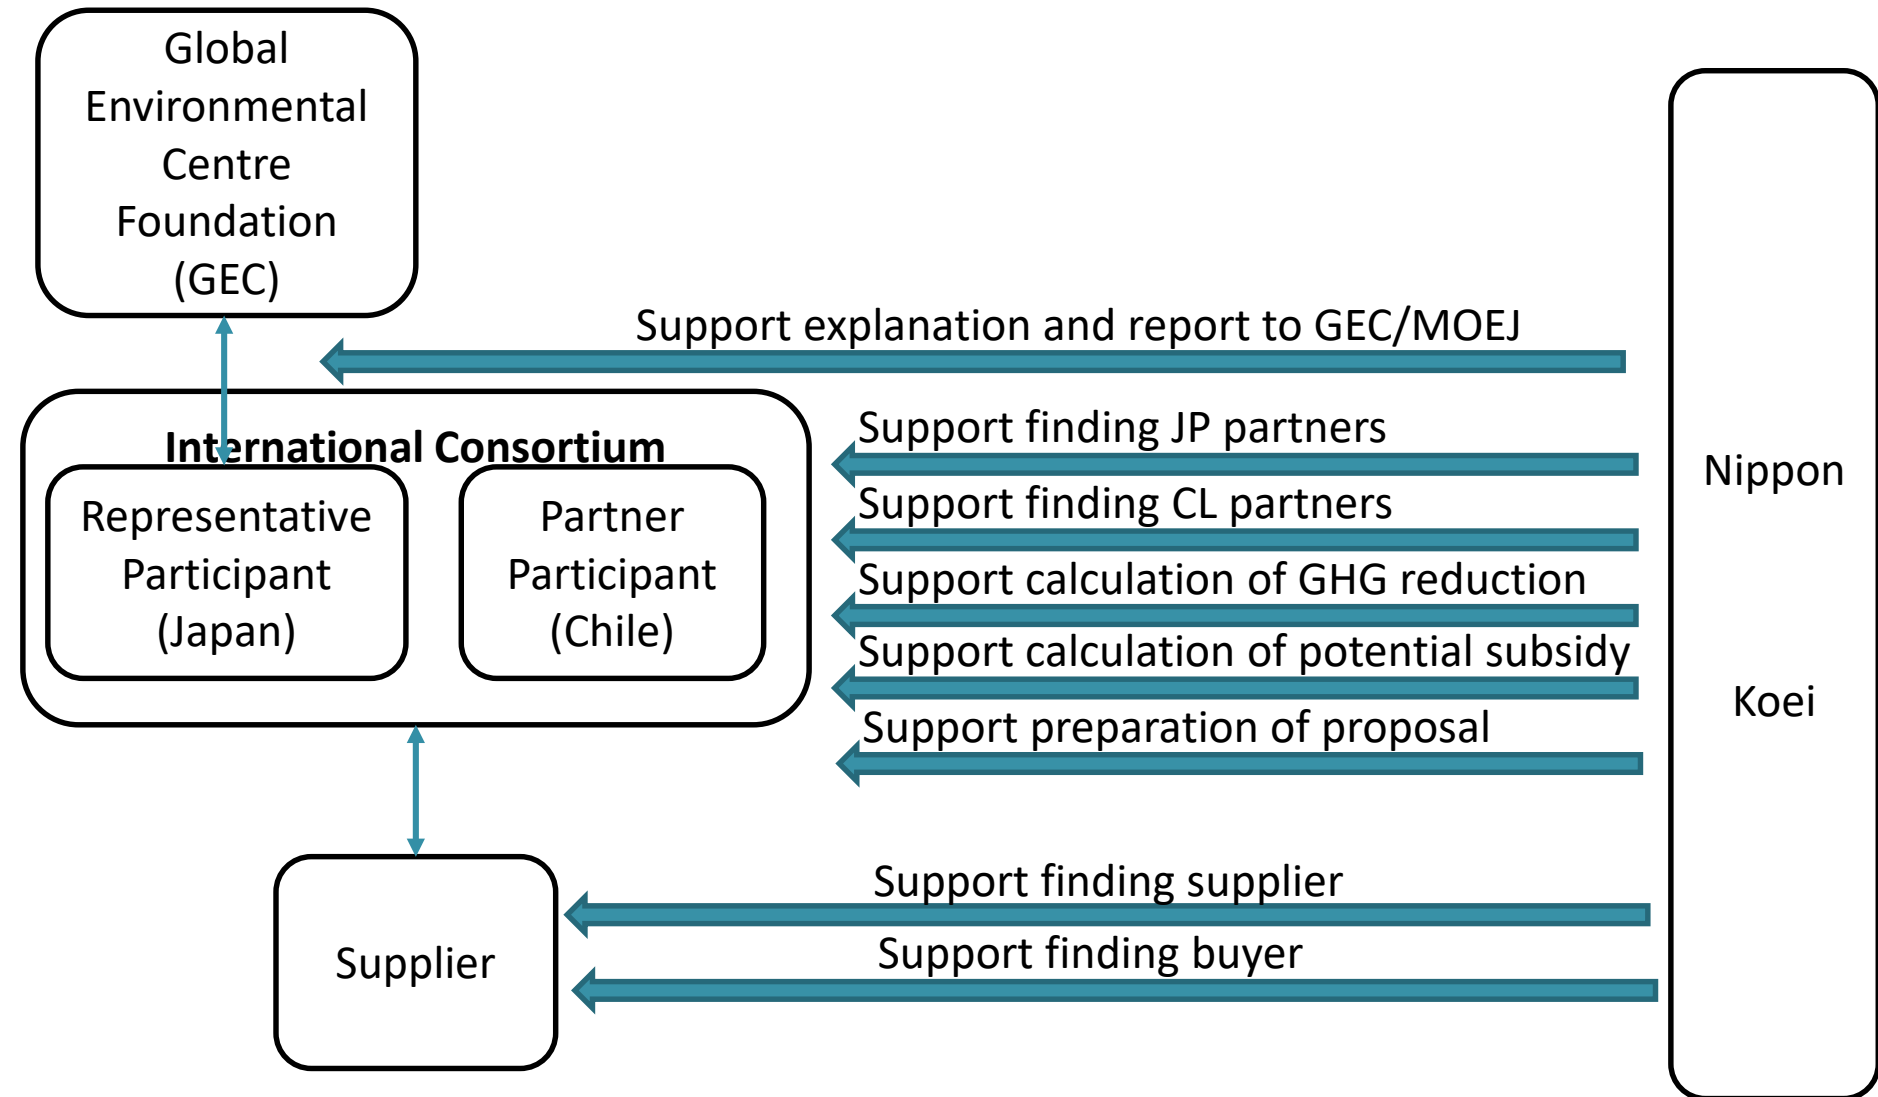 Global
Environmental
Centre
Foundation
(GEC)
Support explanation and report to GEC/MOEJ
International Consortium
Representative
Participant
(Japan)
Partner
Participant
(Chile)
Support finding JP partners
Support finding CL partners
Support calculation of GHG reduction
Support calculation of potential subsidy
Support preparation of proposal
Nippon
Koei
Supplier
Support finding supplier
Support finding buyer